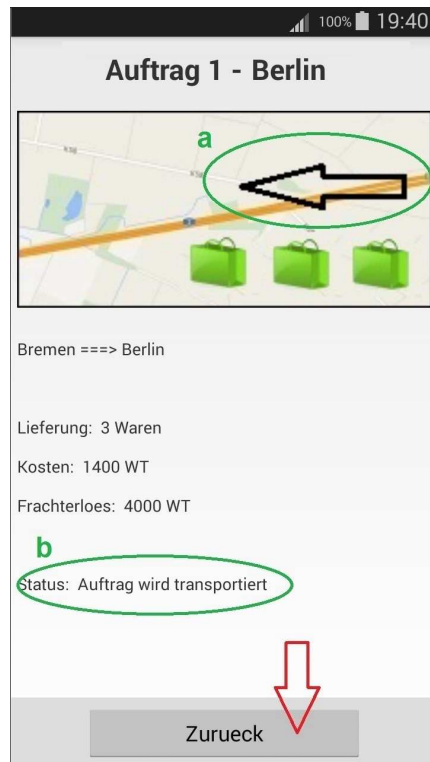 100% 19:40
Auftrag 1 - Berlin
a
Bremen ===> Berlin
Lieferung: 3 Waren
Kosten: 1400 WT
Frachterloes: 4000 WT
b
Status: Auftrag wird transportiert
Zurueck